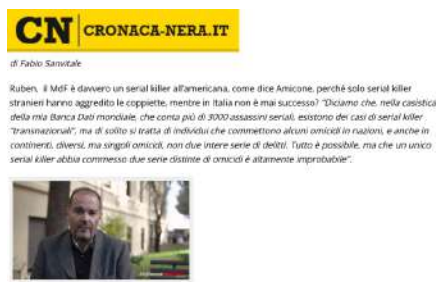 CN CRONACA-NERA.IT
di Fabio Sanvitale
Ruben, il MdF è davvero un serial killer all'americana, come dice Amicone, perché solo serial killer
stranieri hanno aggredito le coppiette, mentre in Italia non è mai successo? "Diciamo che, nella casistica
della mia Banca Dati mondiale, che conta più di 3000 assassini seriali, esistono dei casi di serial killer
"transnazionali", ma di solito si tratta di individui che commettono alcuni omicidi in nazioni, e anche in
continenti, diversi, ma singoli omicidi, non due intere serie di delitti. Tutto è possibile, ma che un unico
serial killer abbia commesso due serie distinte di omicidi è altamente improbabile".